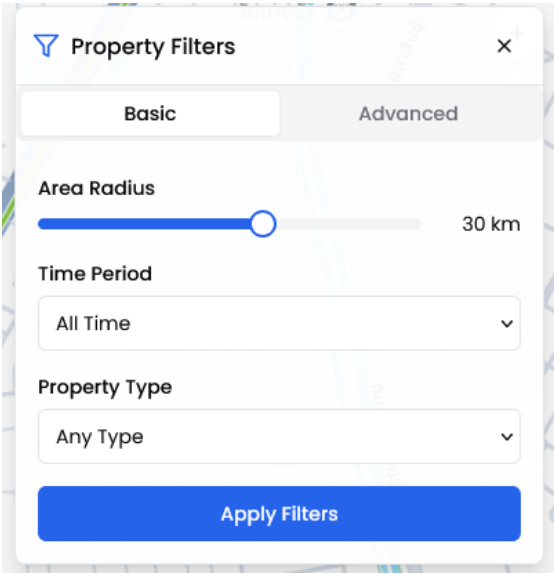 Property Filters
Basic
Advanced
Area Radius
30 km
Time Period
All Time
Property Type
Any Type
Apply Filters